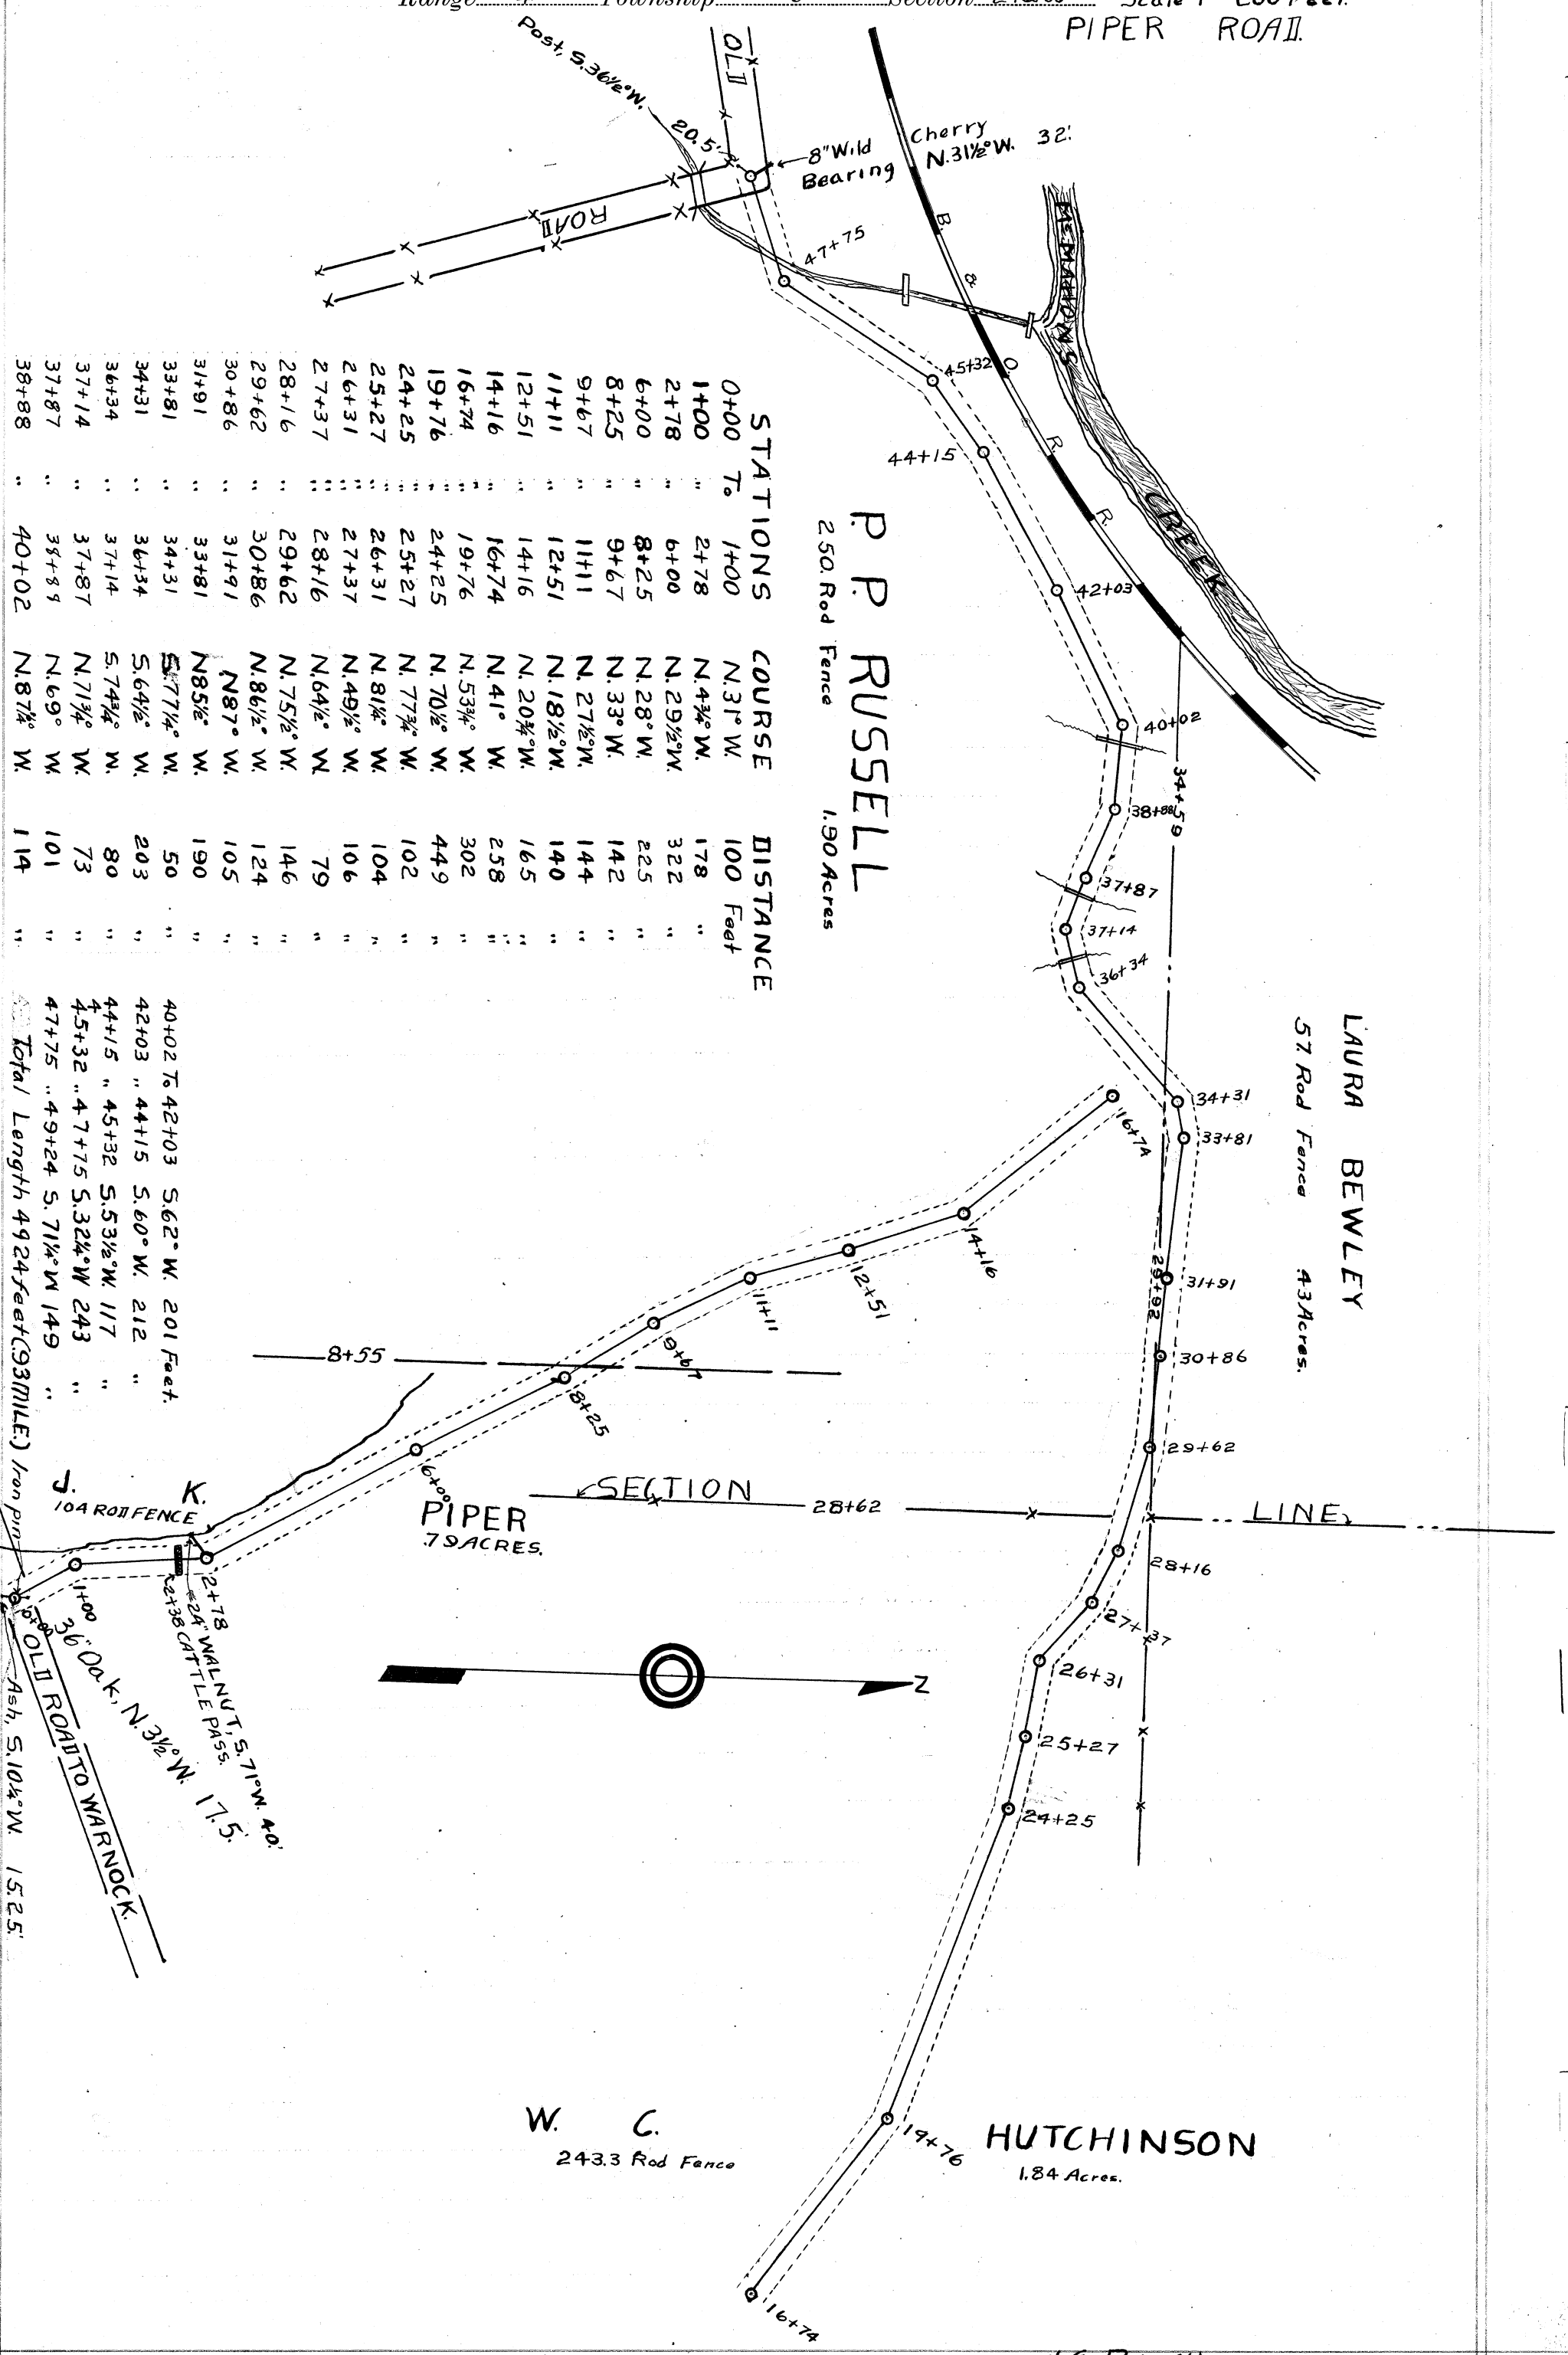 Scale 1" 200 Feet.
PIPER ROAD.
Post, S.36½°W.
20.5'
OLD
ROAD
8" Wild Cherry
Bearing N.31½°W. 32'.
B. & O. R. R.
McMAHONS
CREEK
47+75
45+32
44+15
42+03
40+02
38+88
34+59
37+87
37+14
36+34
34+31
33+81
31+91
29+92
30+86
29+62
28+16
27+37
26+31
25+27
24+25
19+76
16+74
P. P. RUSSELL
250. Rod Fence 1.90 Acres
LAURA BEWLEY
57. Rod Fence .43 Acres.
STATIONS COURSE DISTANCE
0+00 To 1+00 N.31° W. 100 Feet
1+00 " 2+78 N.4¾° W. 178 "
2+78 " 6+00 N.29½° W. 322 "
6+00 " 8+25 N.28° W. 225 "
8+25 " 9+67 N.33° W. 142 "
9+67 " 11+11 N.27½° W. 144 "
11+11 " 12+51 N.18½° W. 140 "
12+51 " 14+16 N.20¾° W. 165 "
14+16 " 16+74 N.41° W. 258 "
16+74 " 19+76 N.53¾° W. 302 "
19+76 " 24+25 N.70½° W. 449 "
24+25 " 25+27 N.77¾° W. 102 "
25+27 " 26+31 N.81¼° W. 104 "
26+31 " 27+37 N.49½° W. 106 "
27+37 " 28+16 N.64½° W. 79 "
28+16 " 29+62 N.75½° W. 146 "
29+62 " 30+86 N.86½° W. 124 "
30+86 " 31+91 N87° W. 105 "
31+91 " 33+81 N85½° W. 190 "
33+81 " 34+31 S.77¼° W. 50 "
34+31 " 36+34 S.64½° W. 203 "
36+34 " 37+14 S.74¾° W. 80 "
37+14 " 37+87 N.71¾° W. 73 "
37+87 " 38+88 N.69° W. 101 "
38+88 " 40+02 N.87¼° W. 114 "
40+02 To 42+03 S.62° W. 201 Feet.
42+03 " 44+15 S.60° W. 212 "
44+15 " 45+32 S.53½° W. 117 "
45+32 " 47+75 S.32¼° W 243 "
47+75 " 49+24 S.71¼° W 149 "
Total Length 4924 feet (.93 MILE.)
16+74
14+16
12+51
11+11
9+67
8+55
8+25
6+00
J. K. PIPER
104 ROD FENCE
.79 ACRES.
SECTION 28+62 LINE
Iron pin
0+00
1+00
2+78
24" WALNUT, S.71°W. 40'.
2+38 CATTLE PASS.
36" Oak, N.3½°W. 17.5'.
OLD ROAD TO WARNOCK.
Ash, S.10¼°W. 15.25'.
N
W. C. HUTCHINSON
243.3 Rod Fence
1.84 Acres.